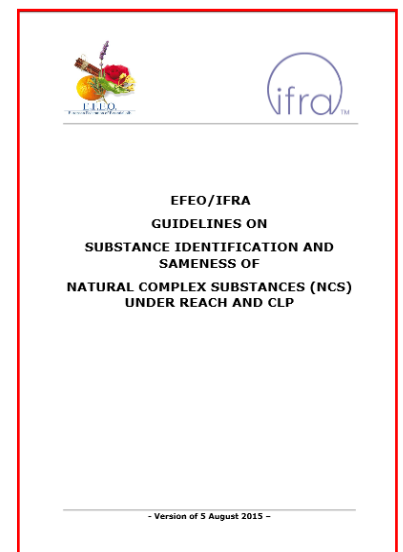 E.F.E.O.
ifra
TM
EFEO/IFRA
GUIDELINES ON
SUBSTANCE IDENTIFICATION AND
SAMENESS OF
NATURAL COMPLEX SUBSTANCES (NCS)
UNDER REACH AND CLP
- Version of 5 August 2015 –